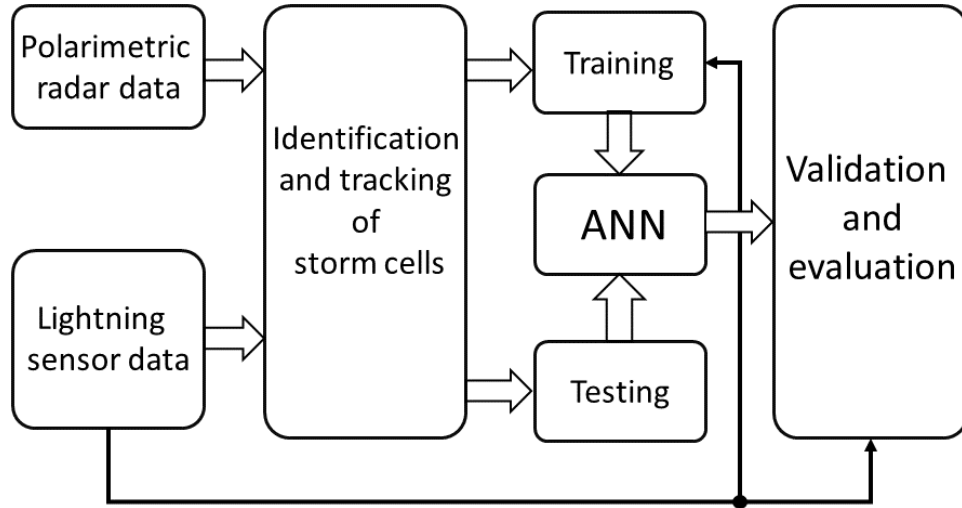 Polarimetric
radar data
Lightning
sensor data
Identification
and tracking
of
storm cells
Training
ANN
Testing
Validation
and
evaluation